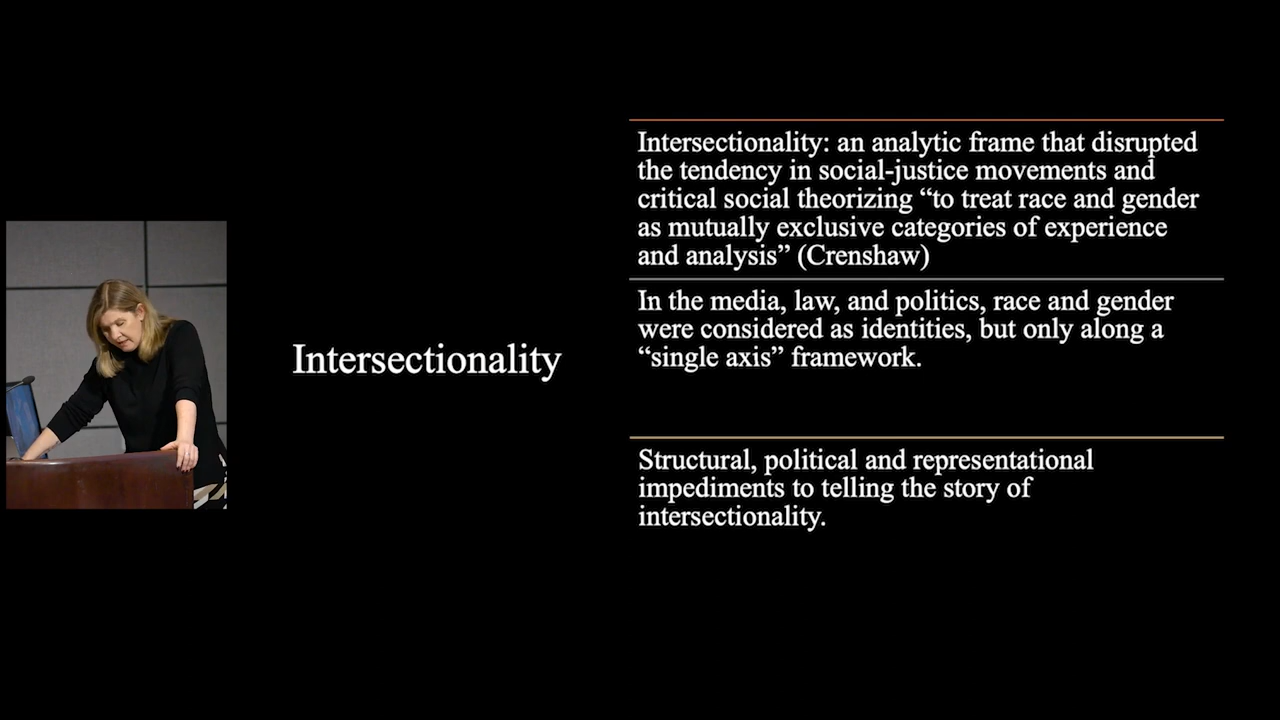 Intersectionality
Intersectionality: an analytic frame that disrupted
the tendency in social-justice movements and
critical social theorizing “to treat race and gender
as mutually exclusive categories of experience
and analysis” (Crenshaw)
In the media, law, and politics, race and gender
were considered as identities, but only along a
“single axis” framework.
Structural, political and representational
impediments to telling the story of
intersectionality.